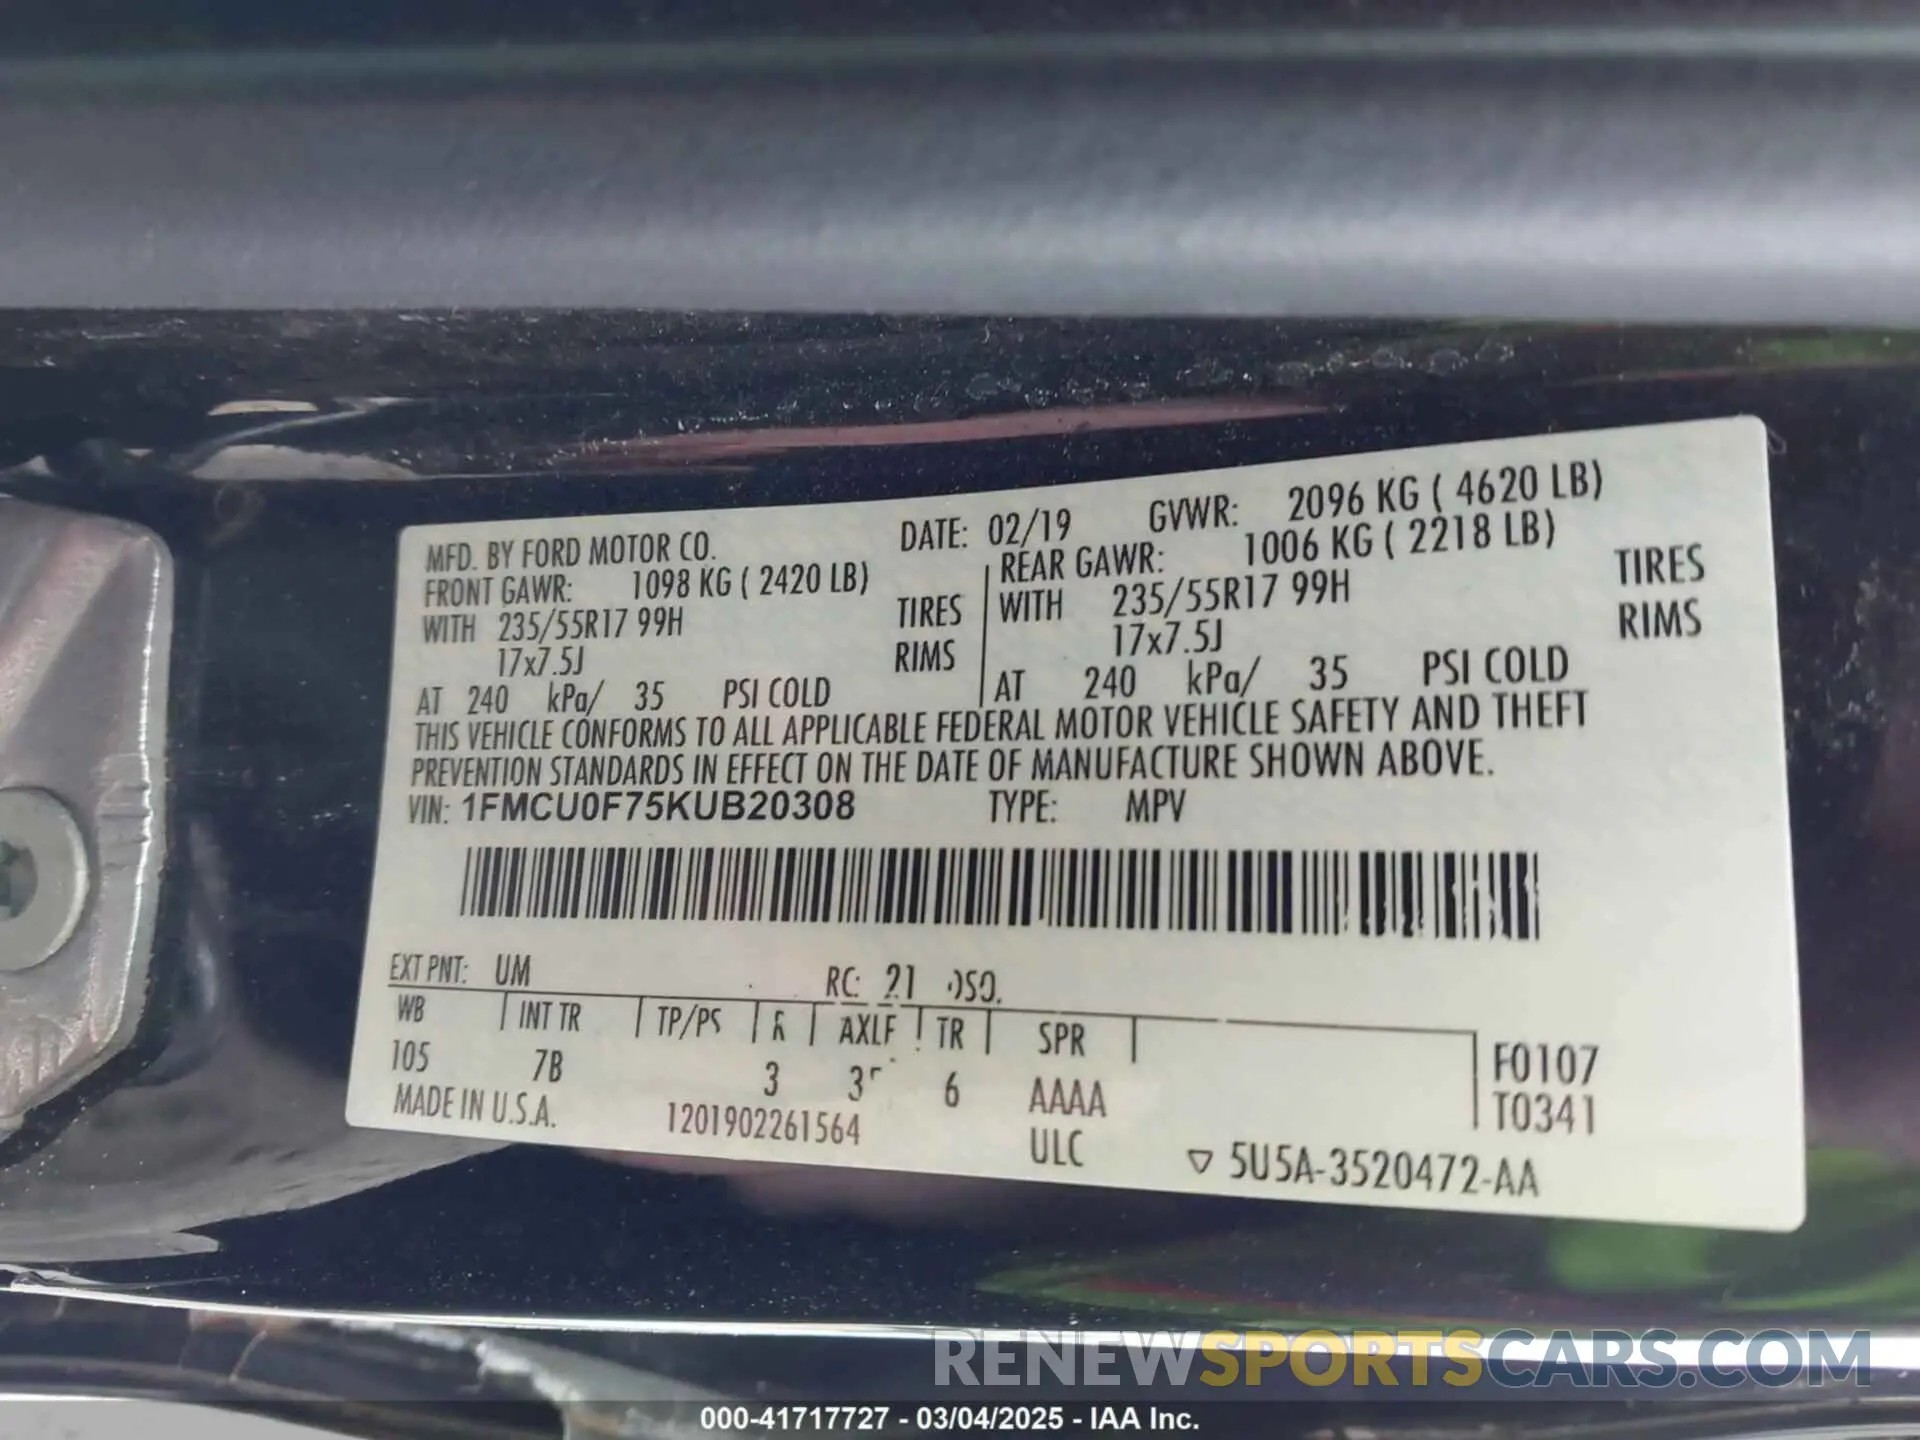 MFD. BY FORD MOTOR CO. DATE: 02/19 GVWR: 2096 KG ( 4620 LB)
FRONT GAWR: 1098 KG ( 2420 LB) REAR GAWR: 1006 KG ( 2218 LB)
WITH 235/55R17 99H TIRES WITH 235/55R17 99H TIRES
17x7.5J RIMS 17x7.5J RIMS
AT 240 kPa/ 35 PSI COLD AT 240 kPa/ 35 PSI COLD
THIS VEHICLE CONFORMS TO ALL APPLICABLE FEDERAL MOTOR VEHICLE SAFETY AND THEFT
PREVENTION STANDARDS IN EFFECT ON THE DATE OF MANUFACTURE SHOWN ABOVE.
VIN: 1FMCU0F75KUB20308 TYPE: MPV
EXT PNT: UM RC: 21
WB INT TR TP/PS R TR SPR
105 7B 3 6 AAAA F0107
MADE IN U.S.A. 1201902261564 ULC T0341
▽ 5U5A-3520472-AA
RENEWSPORTSCARS.COM
000-41717727 - 03/04/2025 - IAA Inc.